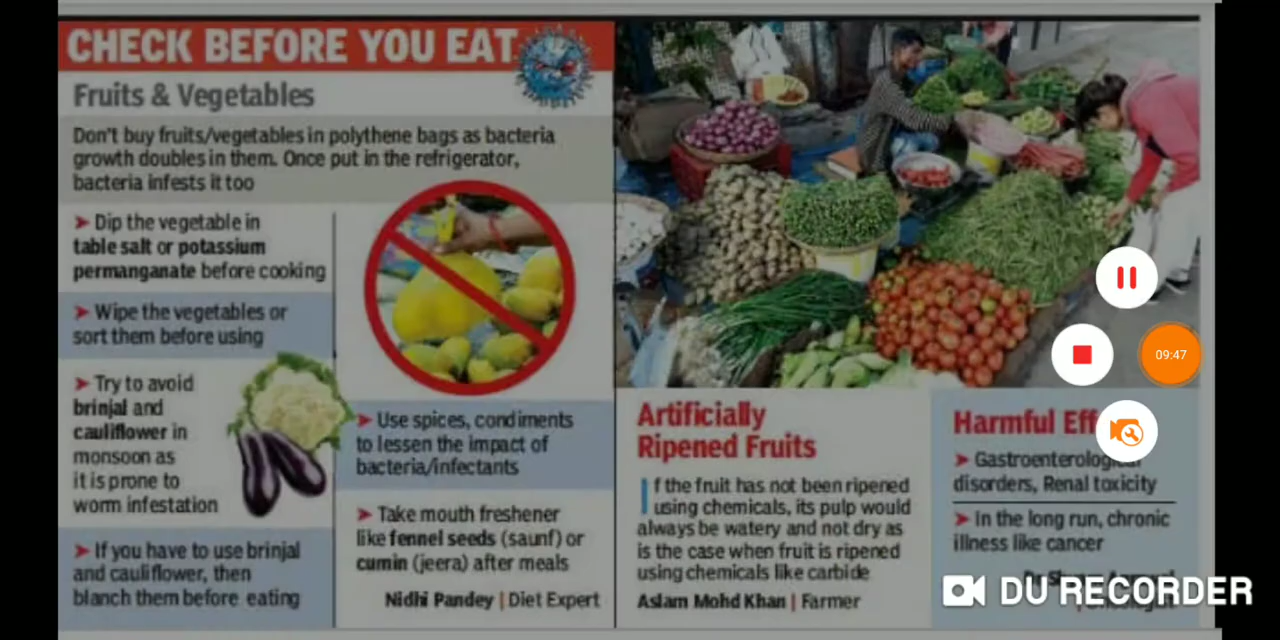 CHECK BEFORE YOU EAT
Fruits & Vegetables
Don't buy fruits/vegetables in polythene bags as bacteria
growth doubles in them. Once put in the refrigerator,
bacteria infests it too
➤ Dip the vegetable in
table salt or potassium
permanganate before cooking
➤ Wipe the vegetables or
sort them before using
➤ Try to avoid
brinjal and
cauliflower in
monsoon as
it is prone to
worm infestation
➤ If you have to use brinjal
and cauliflower, then
blanch them before eating
➤ Use spices, condiments
to lessen the impact of
bacteria/infectants
➤ Take mouth freshener
like fennel seeds (saunf) or
cumin (jeera) after meals
Nidhi Pandey | Diet Expert
Artificially
Ripened Fruits
If the fruit has not been ripened
using chemicals, its pulp would
always be watery and not dry as
is the case when fruit is ripened
using chemicals like carbide
Aslam Mohd Khan | Farmer
Harmful Eff
➤ Gastroenterological
disorders, Renal toxicity
➤ In the long run, chronic
illness like cancer
09:47
DU RECORDER